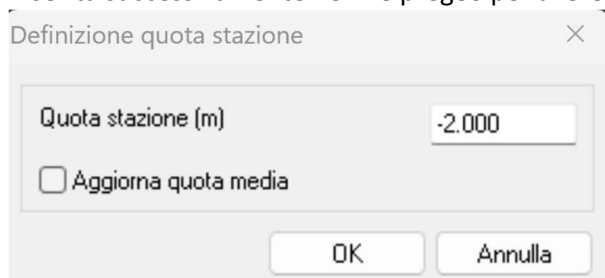 Definizione quota stazione
Quota stazione (m)
-2.000
Aggiorna quota media
OK
Annulla